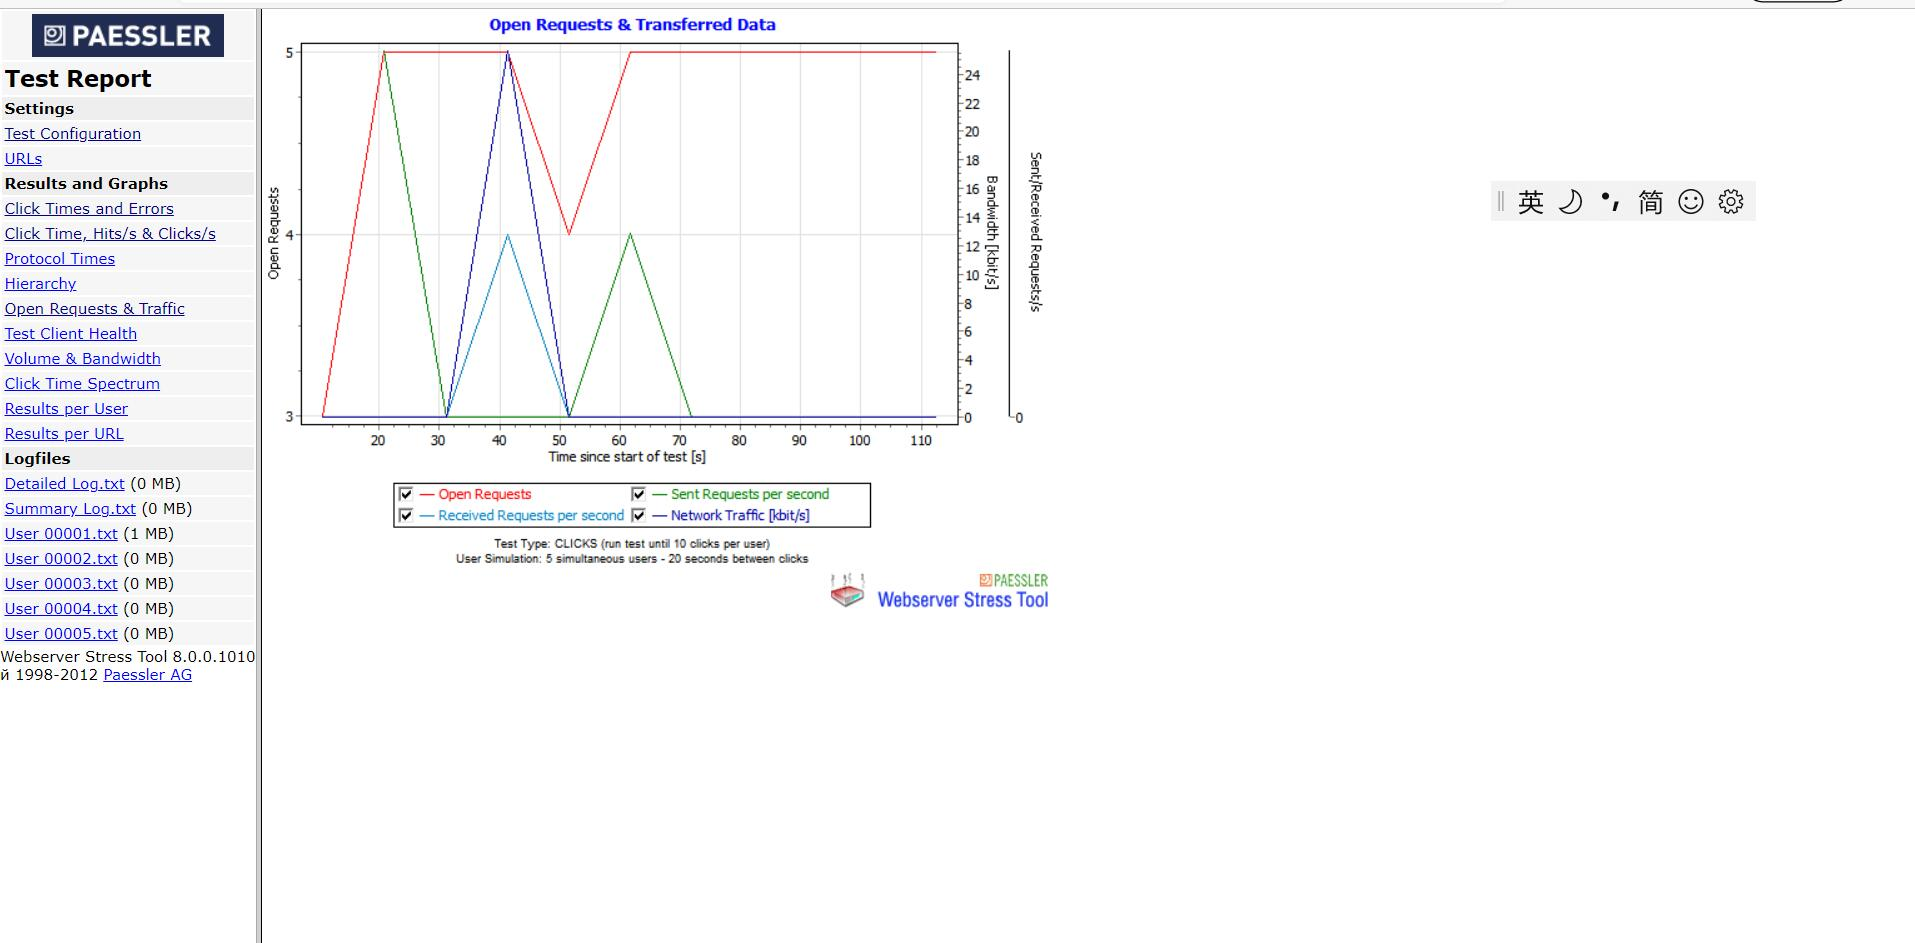 PAESSLER
Test Report
Settings
Test Configuration
URLs
Results and Graphs
Click Times and Errors
Click Time, Hits/s & Clicks/s
Protocol Times
Hierarchy
Open Requests & Traffic
Test Client Health
Volume & Bandwidth
Click Time Spectrum
Results per User
Results per URL
Logfiles
Detailed Log.txt (0 MB)
Summary Log.txt (0 MB)
User 00001.txt (1 MB)
User 00002.txt (0 MB)
User 00003.txt (0 MB)
User 00004.txt (0 MB)
User 00005.txt (0 MB)
Webserver Stress Tool 8.0.0.1010
й 1998-2012 Paessler AG
Open Requests & Transferred Data
5
4
3
Open Requests
24
22
20
18
16
14
12
10
8
6
4
2
0
Bandwidth [kbit/s]
0
Sent/Received Requests/s
20 30 40 50 60 70 80 90 100 110
Time since start of test [s]
Open Requests Sent Requests per second
Received Requests per second Network Traffic [kbit/s]
Test Type: CLICKS (run test until 10 clicks per user)
User Simulation: 5 simultaneous users - 20 seconds between clicks
PAESSLER
Webserver Stress Tool
英 简